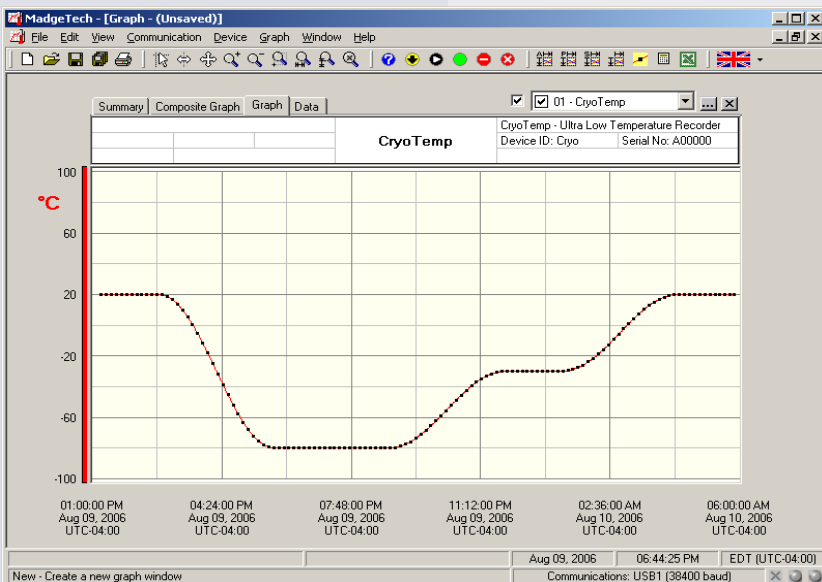 MadgeTech - [Graph - (Unsaved)]
File Edit View Communication Device Graph Window Help
Summary Composite Graph Graph Data 01 - CryoTemp ...
CryoTemp
CryoTemp - Ultra Low Temperature Recorder
Device ID: Cryo Serial No: A00000
°C
100
60
20
-20
-60
-100
01:00:00 PM 04:24:00 PM 07:48:00 PM 11:12:00 PM 02:36:00 AM 06:00:00 AM
Aug 09, 2006 Aug 09, 2006 Aug 09, 2006 Aug 09, 2006 Aug 10, 2006 Aug 10, 2006
UTC-04:00 UTC-04:00 UTC-04:00 UTC-04:00 UTC-04:00 UTC-04:00
Aug 09, 2006 06:44:25 PM EDT (UTC-04:00)
New - Create a new graph window Communications: USB1 (38400 baud)